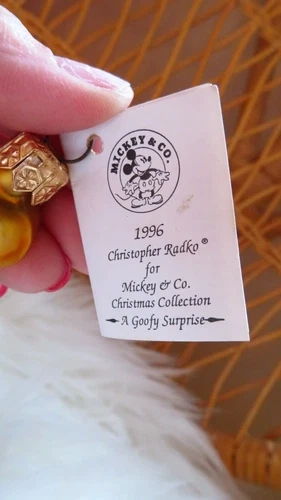 MICKEY & CO.
1996
Christopher Radko®
for
Mickey & Co.
Christmas Collection
A Goofy Surprise